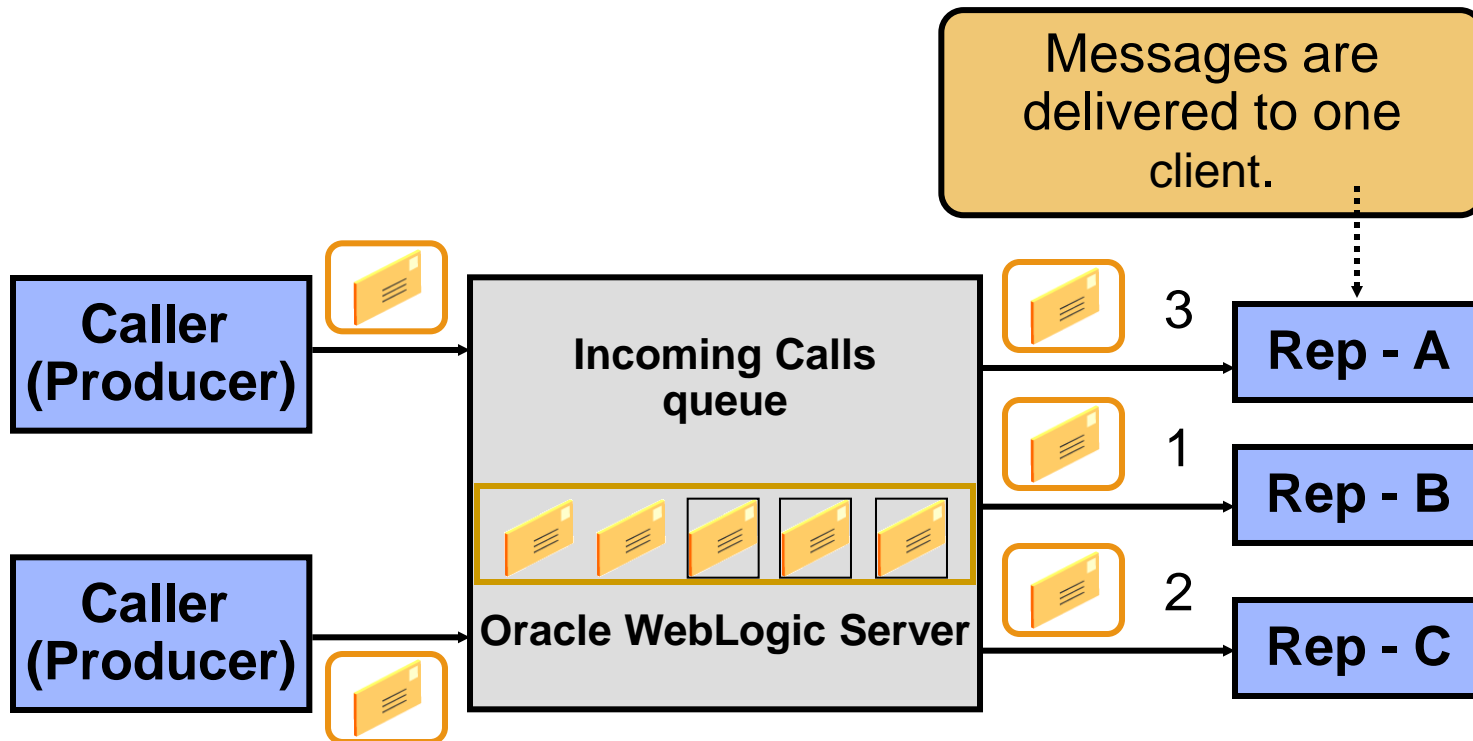 Messages are
delivered to one
client.
Caller
(Producer)
Incoming Calls
queue
3
Rep - A
1
Rep - B
Caller
(Producer)
Oracle WebLogic Server
2
Rep - C